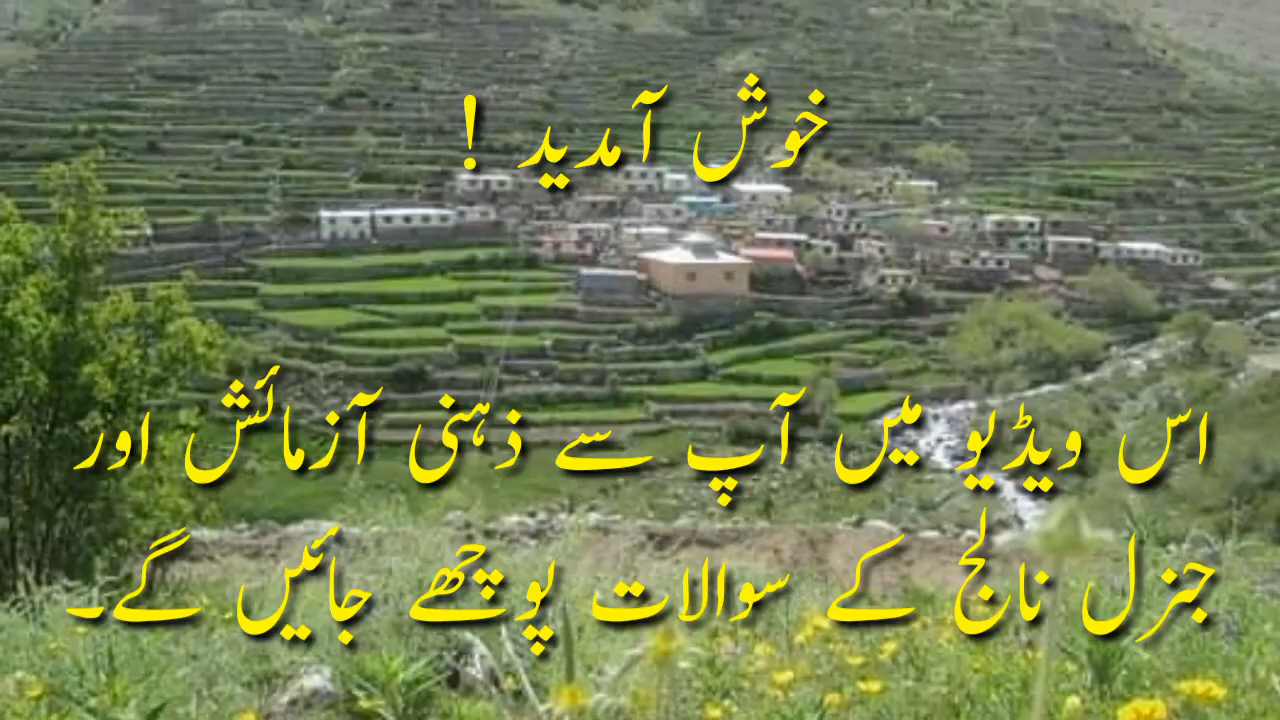 خوش آمدید !
اس ویڈیو میں آپ سے ذہنی آزمائش اور
جنرل نالج کے سوالات پوچھے جائیں گے۔